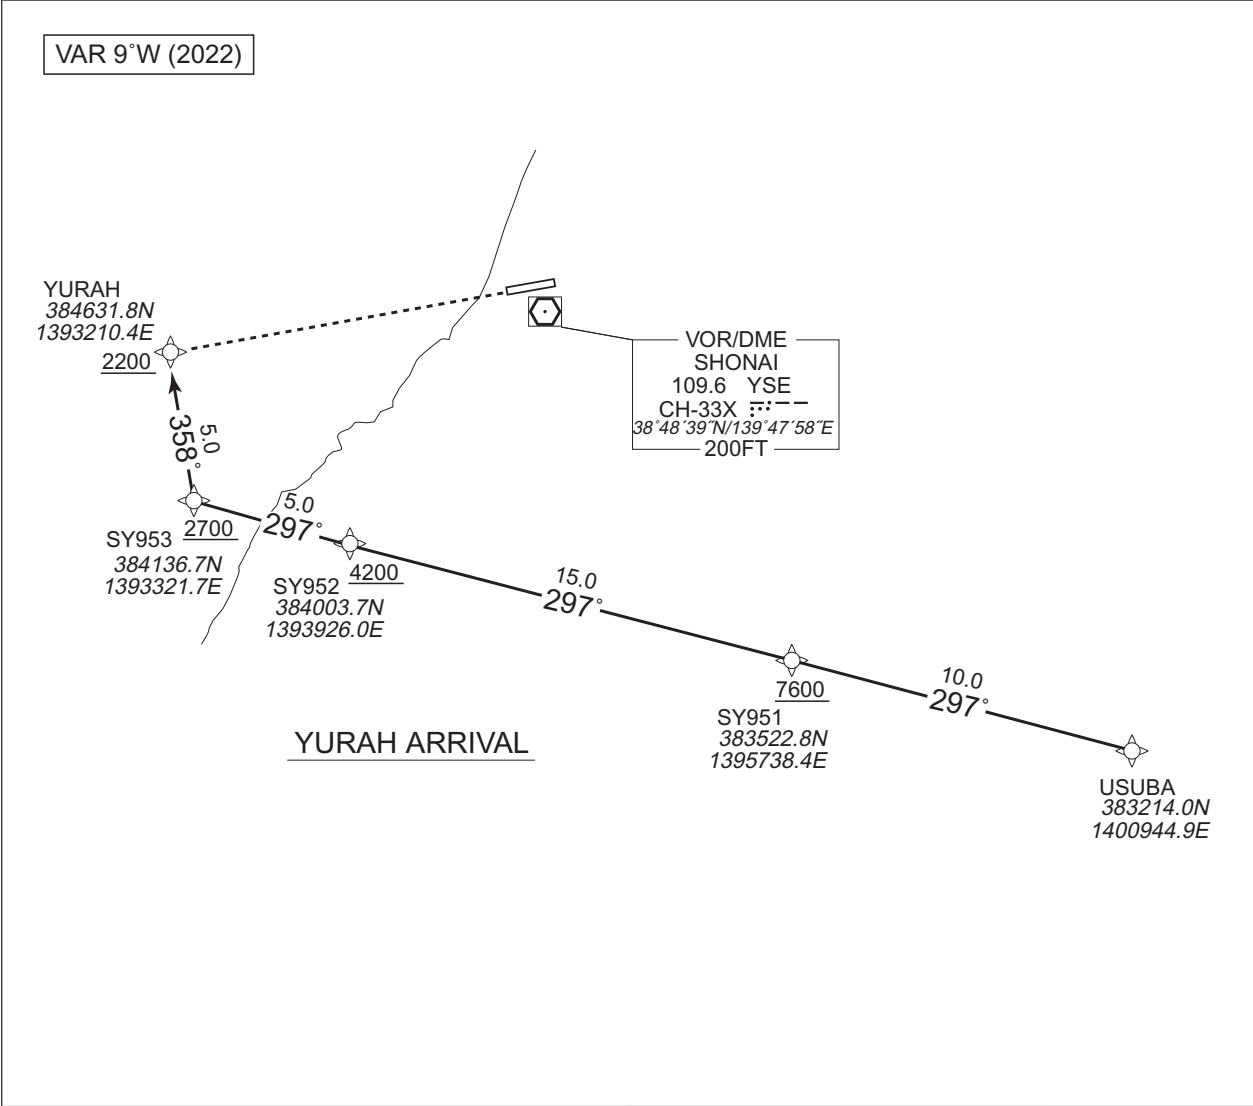 VAR 9°W (2022)
YURAH
384631.8N
1393210.4E
2200
VOR/DME
SHONAI
109.6 YSE
CH-33X
38°48´39˝N/139°47´58˝E
200FT
5.0
358°
SY953
2700
384136.7N
1393321.7E
5.0
297°
SY952
4200
384003.7N
1393926.0E
15.0
297°
7600
SY951
383522.8N
1395738.4E
10.0
297°
YURAH ARRIVAL
USUBA
383214.0N
1400944.9E